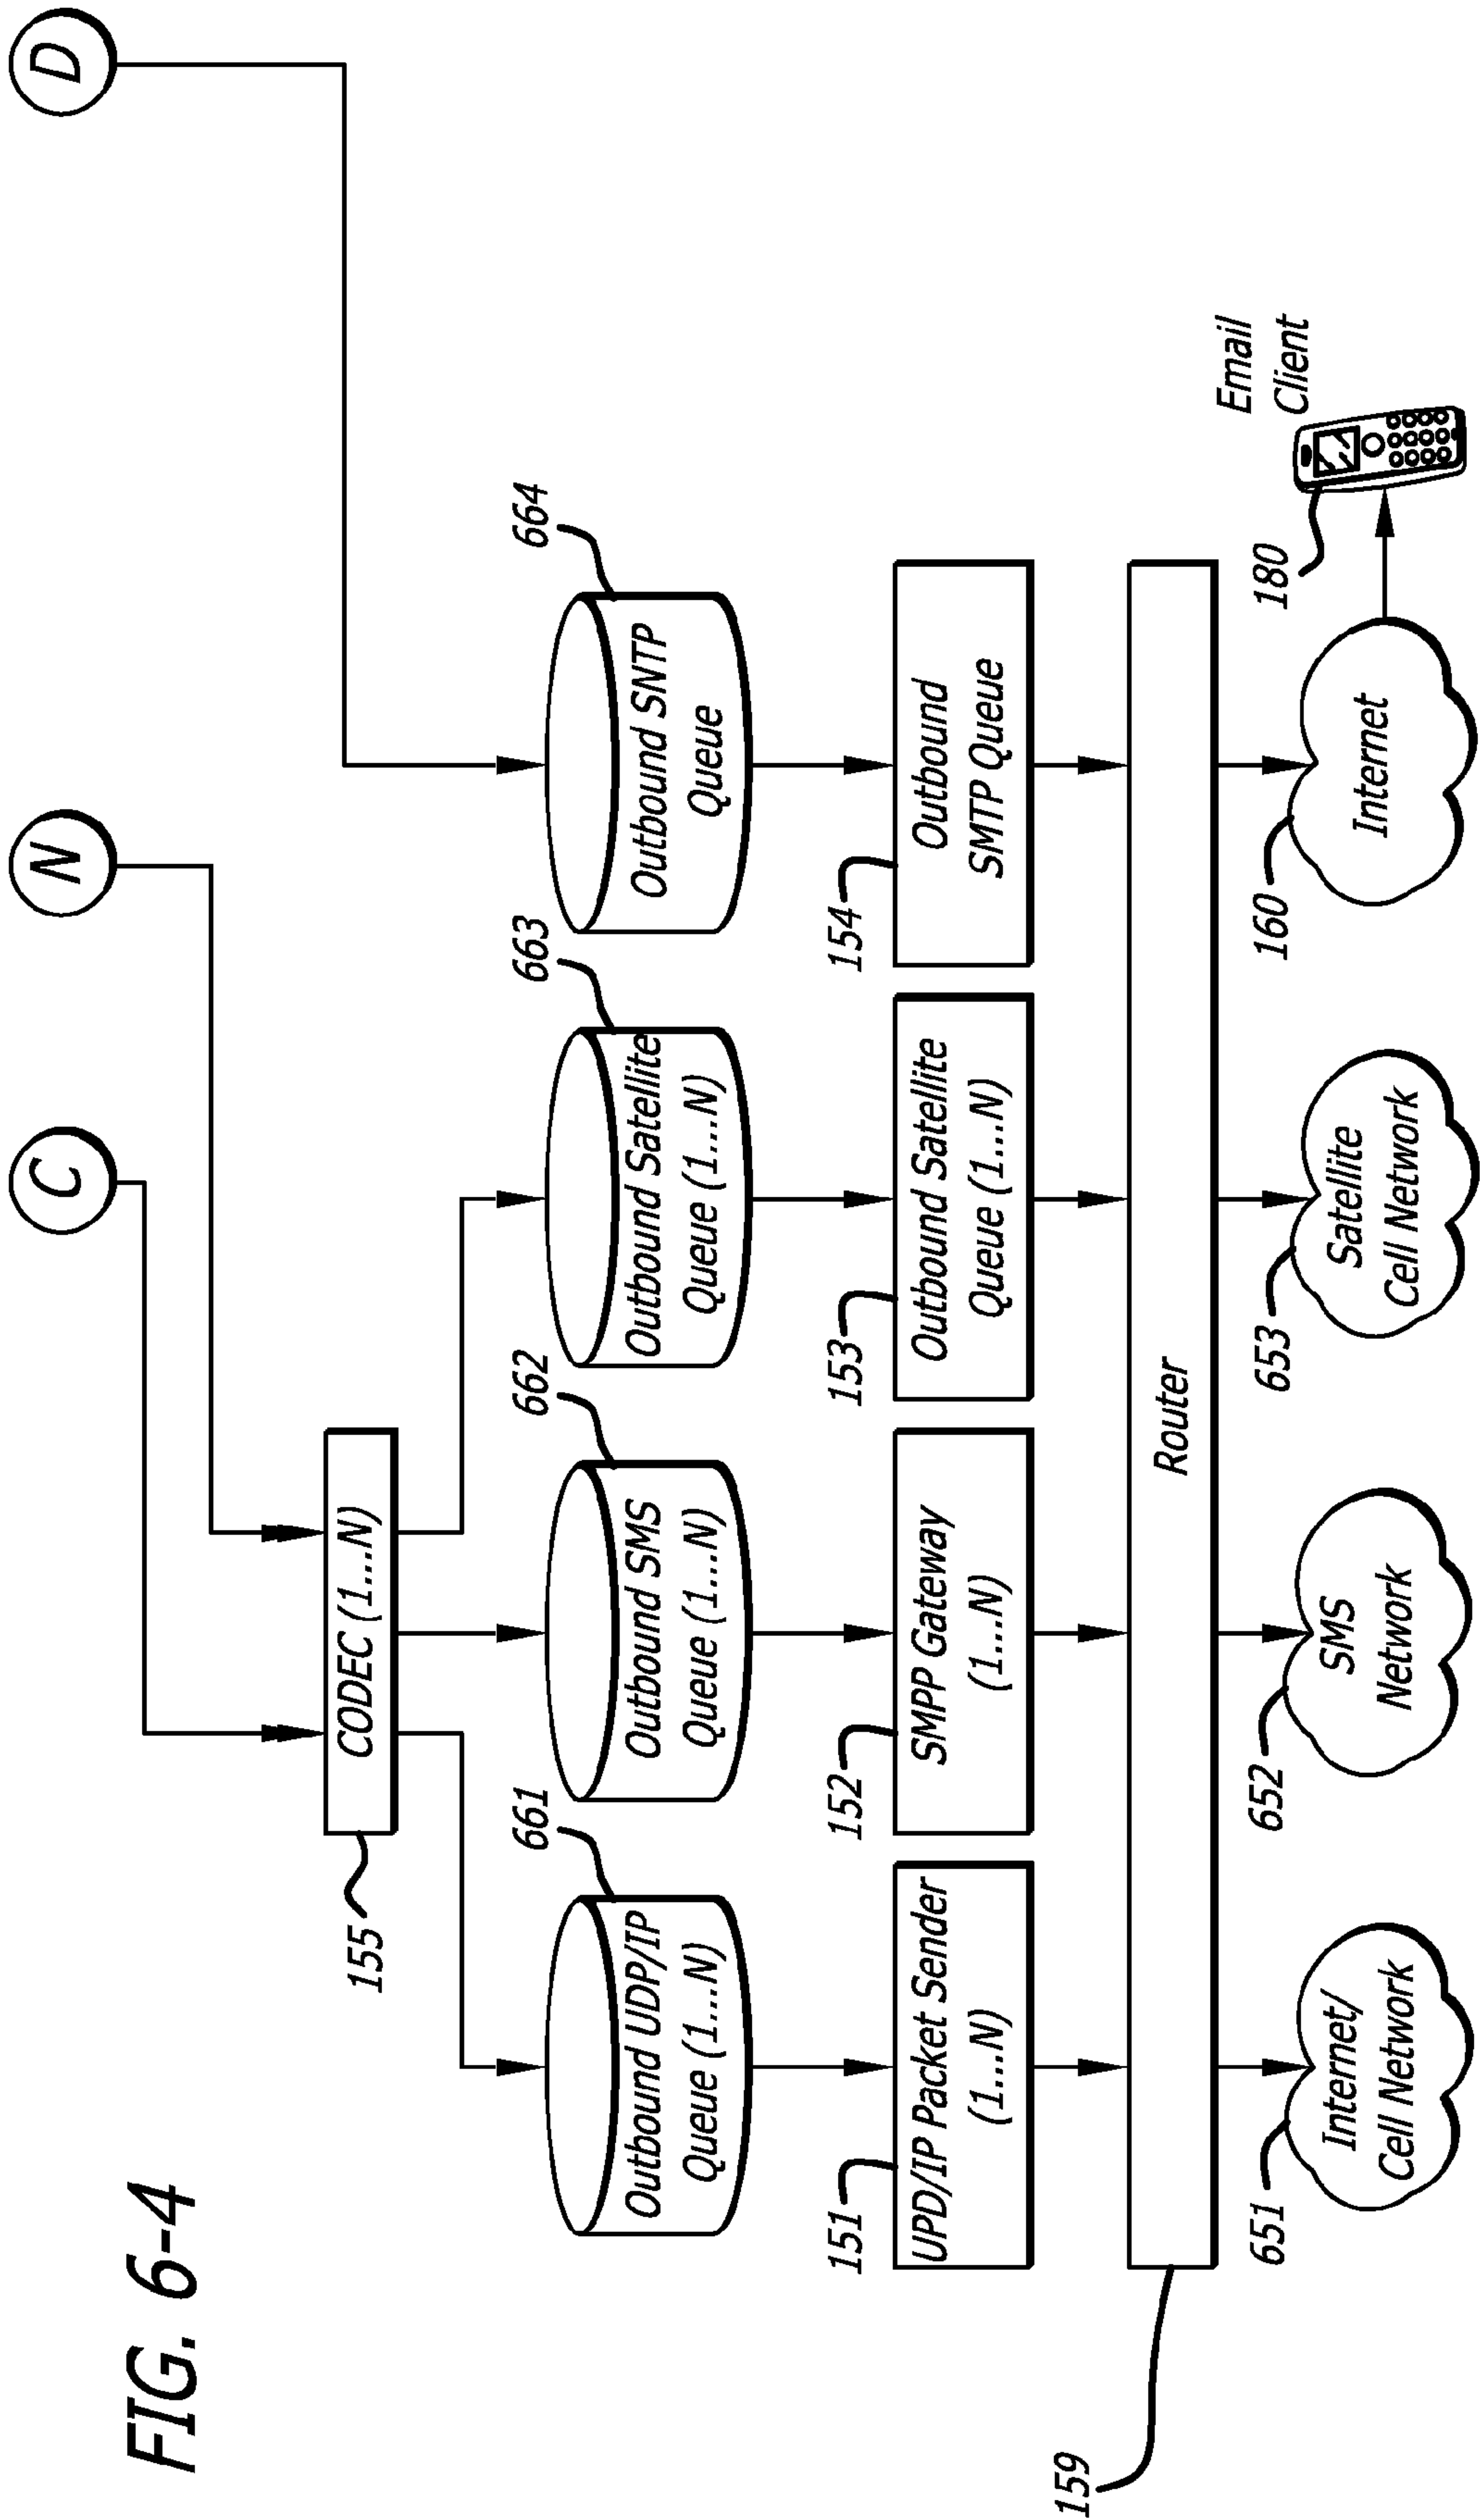 FIG. 6-4
C
N
D
155
CODEC (1...N)
661
662
663
664
Outbound UDP/IP
Queue (1...N)
Outbound SMS
Queue (1...N)
Outbound Satellite
Queue (1...N)
Outbound SNTP
Queue
151
152
153
154
UPD/IP Packet Sender
(1...N)
SMPP Gateway
(1...N)
Outbound Satellite
Queue (1...N)
Outbound
SMTP Queue
159
Router
651
Internet/
Cell Network
652
SMS
Network
653
Satellite
Cell Network
160
Internet
180
Email
Client